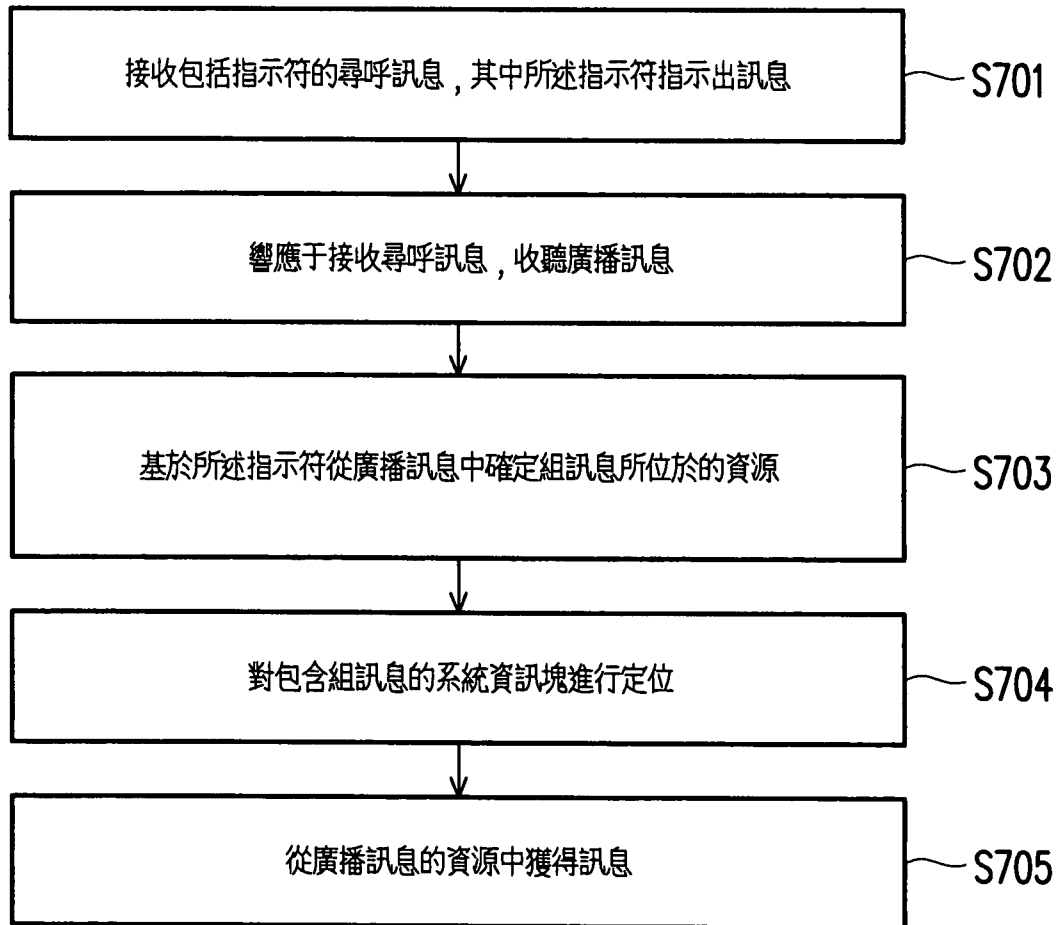 接收包括指示符的尋呼訊息,其中所述指示符指示出訊息
S701
響應于接收尋呼訊息,收聽廣播訊息
S702
基於所述指示符從廣播訊息中確定組訊息所位於的資源
S703
對包含組訊息的系統資訊塊進行定位
S704
從廣播訊息的資源中獲得訊息
S705